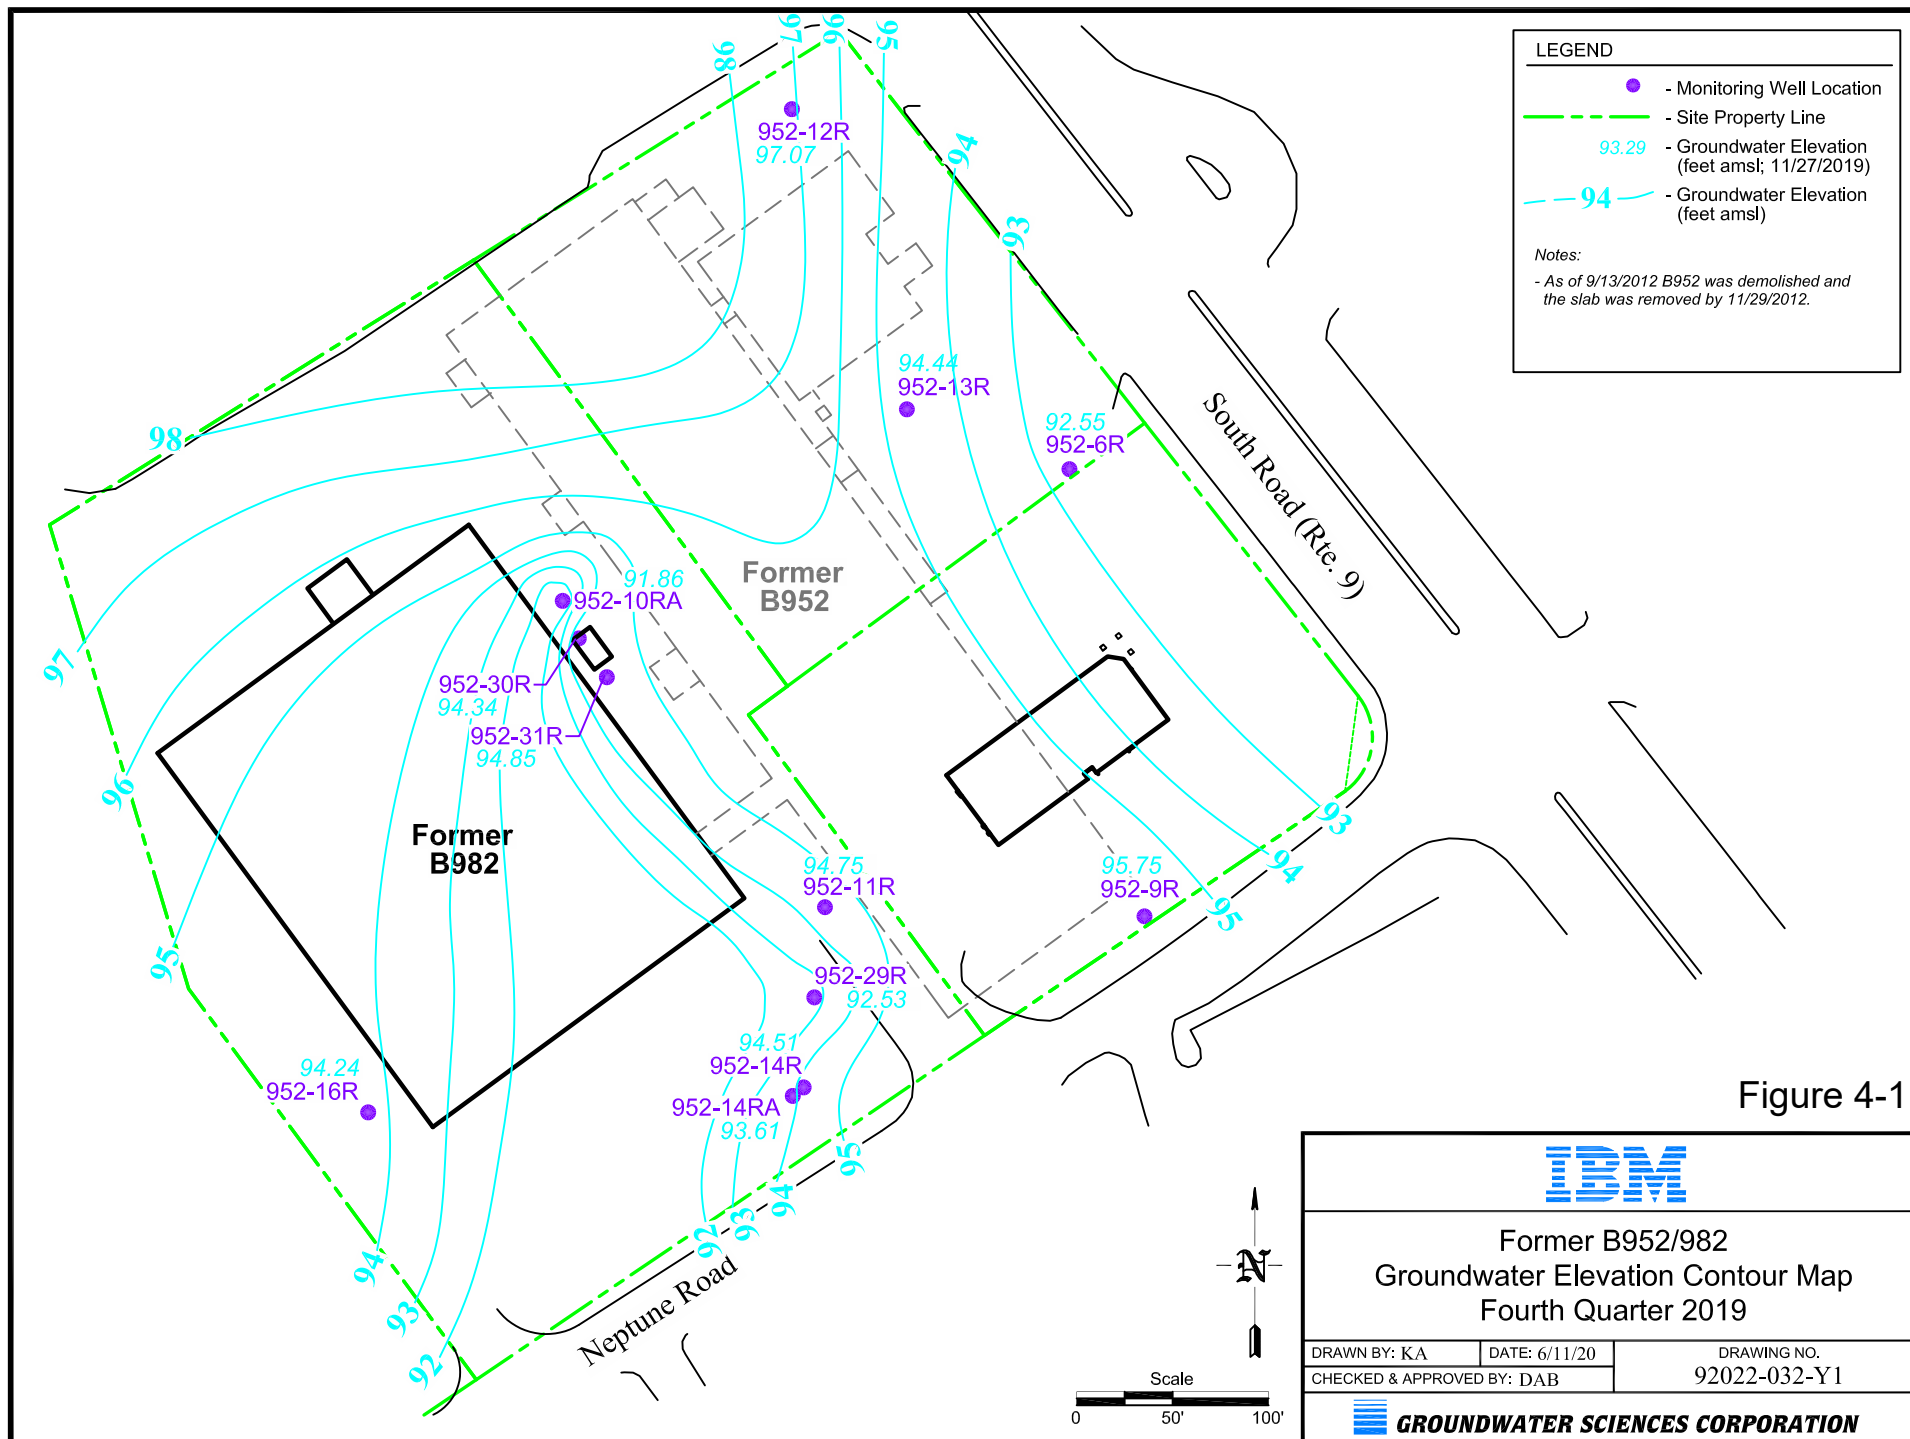 98
97
96
95
94
93
952-12R
97.07
94.44
952-13R
92.55
952-6R
98
97
96
95
91.86
952-10RA
952-30R
94.34
952-31R
94.85
Former
B952
Former
B982
94.75
952-11R
95.75
952-9R
93
94
95
952-29R
92.53
94.51
952-14R
952-14RA
93.61
94.24
952-16R
94
93
92
92
93
94
95
South Road (Rte. 9)
Neptune Road
LEGEND
- Monitoring Well Location
- Site Property Line
93.29 - Groundwater Elevation
(feet amsl; 11/27/2019)
94 - Groundwater Elevation
(feet amsl)
Notes:
- As of 9/13/2012 B952 was demolished and
the slab was removed by 11/29/2012.
N
Scale
0 50' 100'
Figure 4-1
IBM
Former B952/982
Groundwater Elevation Contour Map
Fourth Quarter 2019
DRAWN BY: KA
DATE: 6/11/20
CHECKED & APPROVED BY: DAB
DRAWING NO.
92022-032-Y1
GROUNDWATER SCIENCES CORPORATION